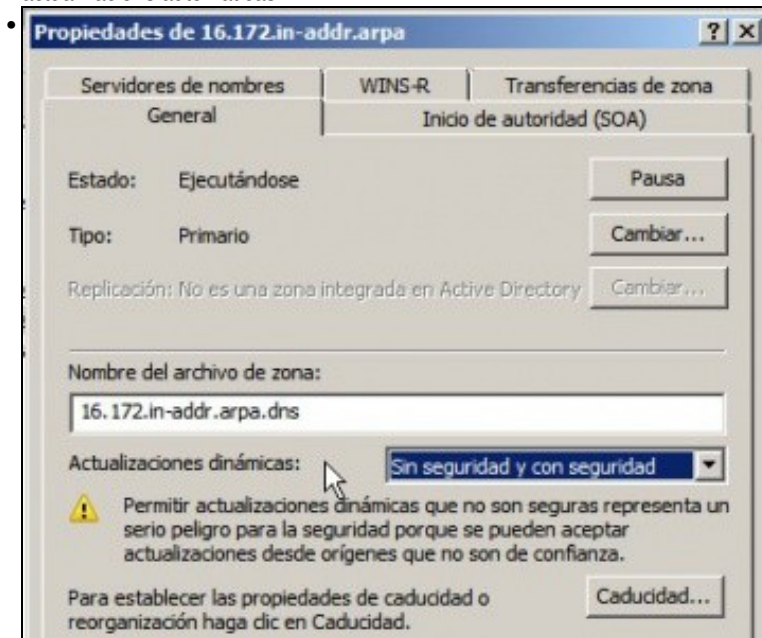 Propiedades de 16.172.in-addr.arpa
Servidores de nombres WINS-R Transferencias de zona
General Inicio de autoridad (SOA)
Estado: Ejecutándose Pausa
Tipo: Primario Cambiar...
Replicación: No es una zona integrada en Active Directory Cambiar...
Nombre del archivo de zona:
16.172.in-addr.arpa.dns
Actualizaciones dinámicas: Sin seguridad y con seguridad
Permitir actualizaciones dinámicas que no son seguras representa un
serio peligro para la seguridad porque se pueden aceptar
actualizaciones desde orígenes que no son de confianza.
Para establecer las propiedades de caducidad o Caducidad...
reorganización haga clic en Caducidad.